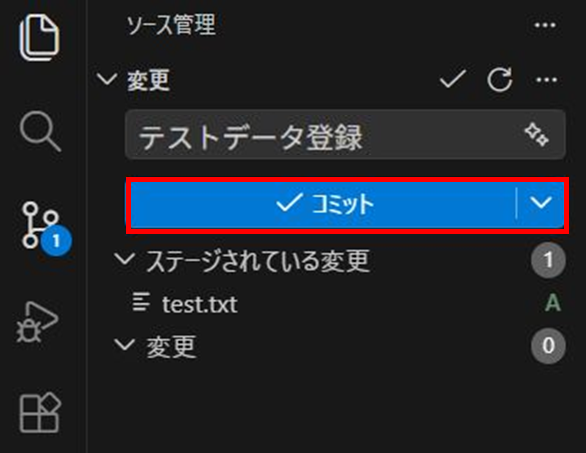 ソース管理
変更
テストデータ登録
コミット
1
ステージされている変更 1
test.txt A
変更 0